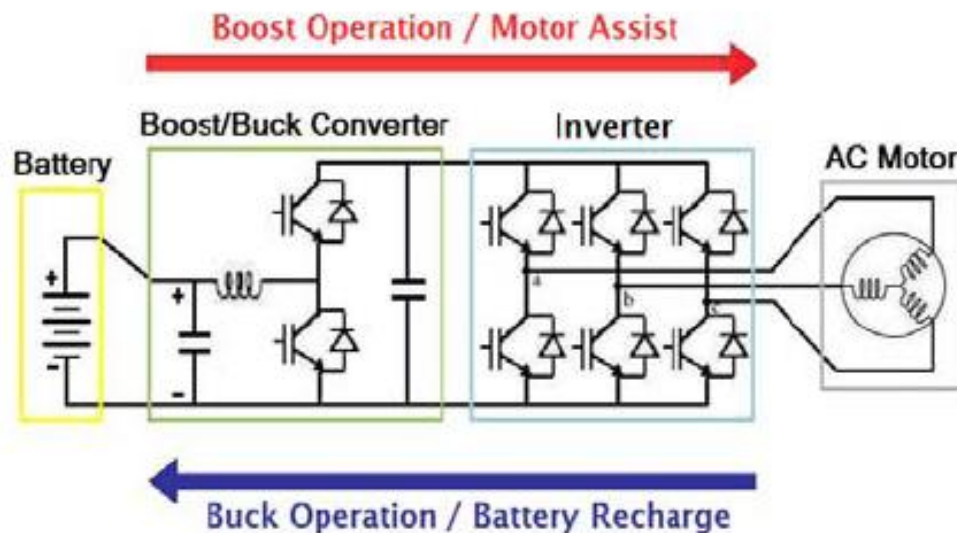 Boost Operation / Motor Assist
Boost/Buck Converter
Inverter
Battery
AC Motor
+
+
-
-
a
b
c
Buck Operation / Battery Recharge